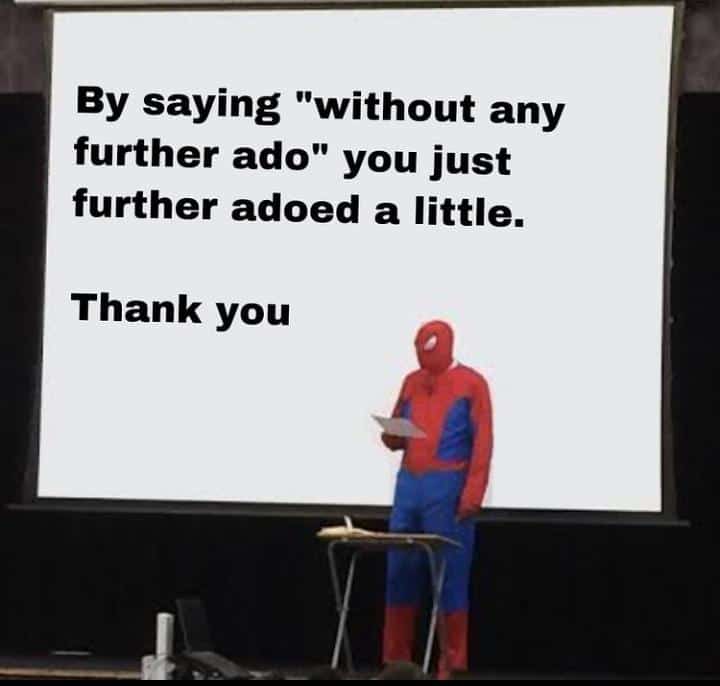 By saying "without any
further ado" you just
further adoed a little.
Thank you